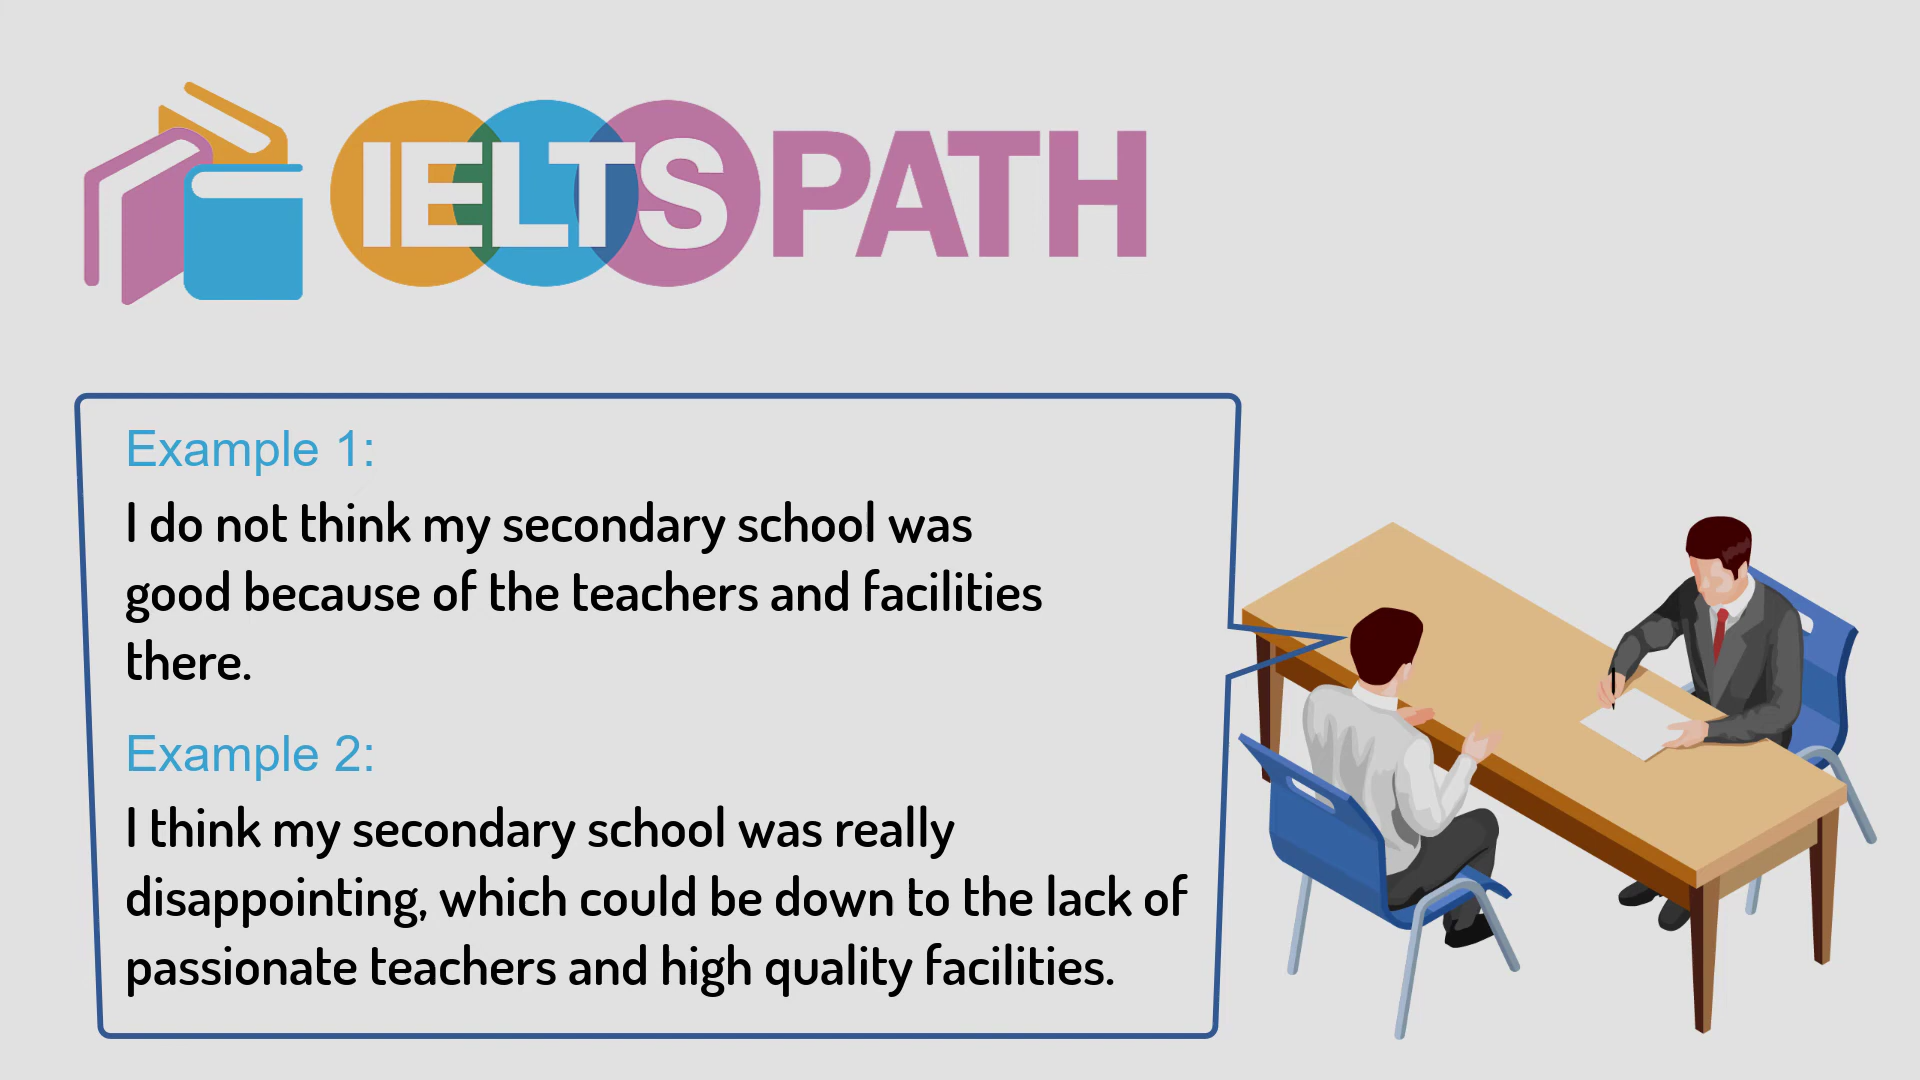 IELTS PATH
Example 1:
I do not think my secondary school was
good because of the teachers and facilities
there.
Example 2:
I think my secondary school was really
disappointing, which could be down to the lack of
passionate teachers and high quality facilities.